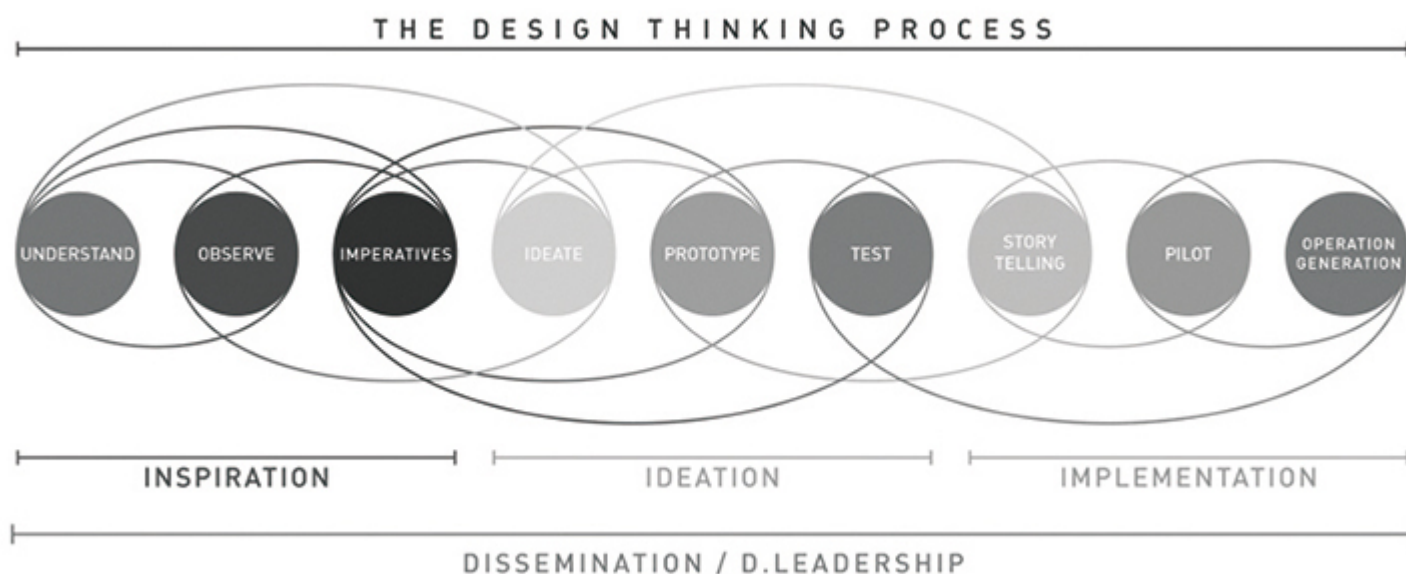 THE DESIGN THINKING PROCESS
UNDERSTAND
OBSERVE
IMPERATIVES
IDEATE
PROTOTYPE
TEST
STORY
TELLING
PILOT
OPERATION
GENERATION
INSPIRATION
IDEATION
IMPLEMENTATION
DISSEMINATION / D.LEADERSHIP